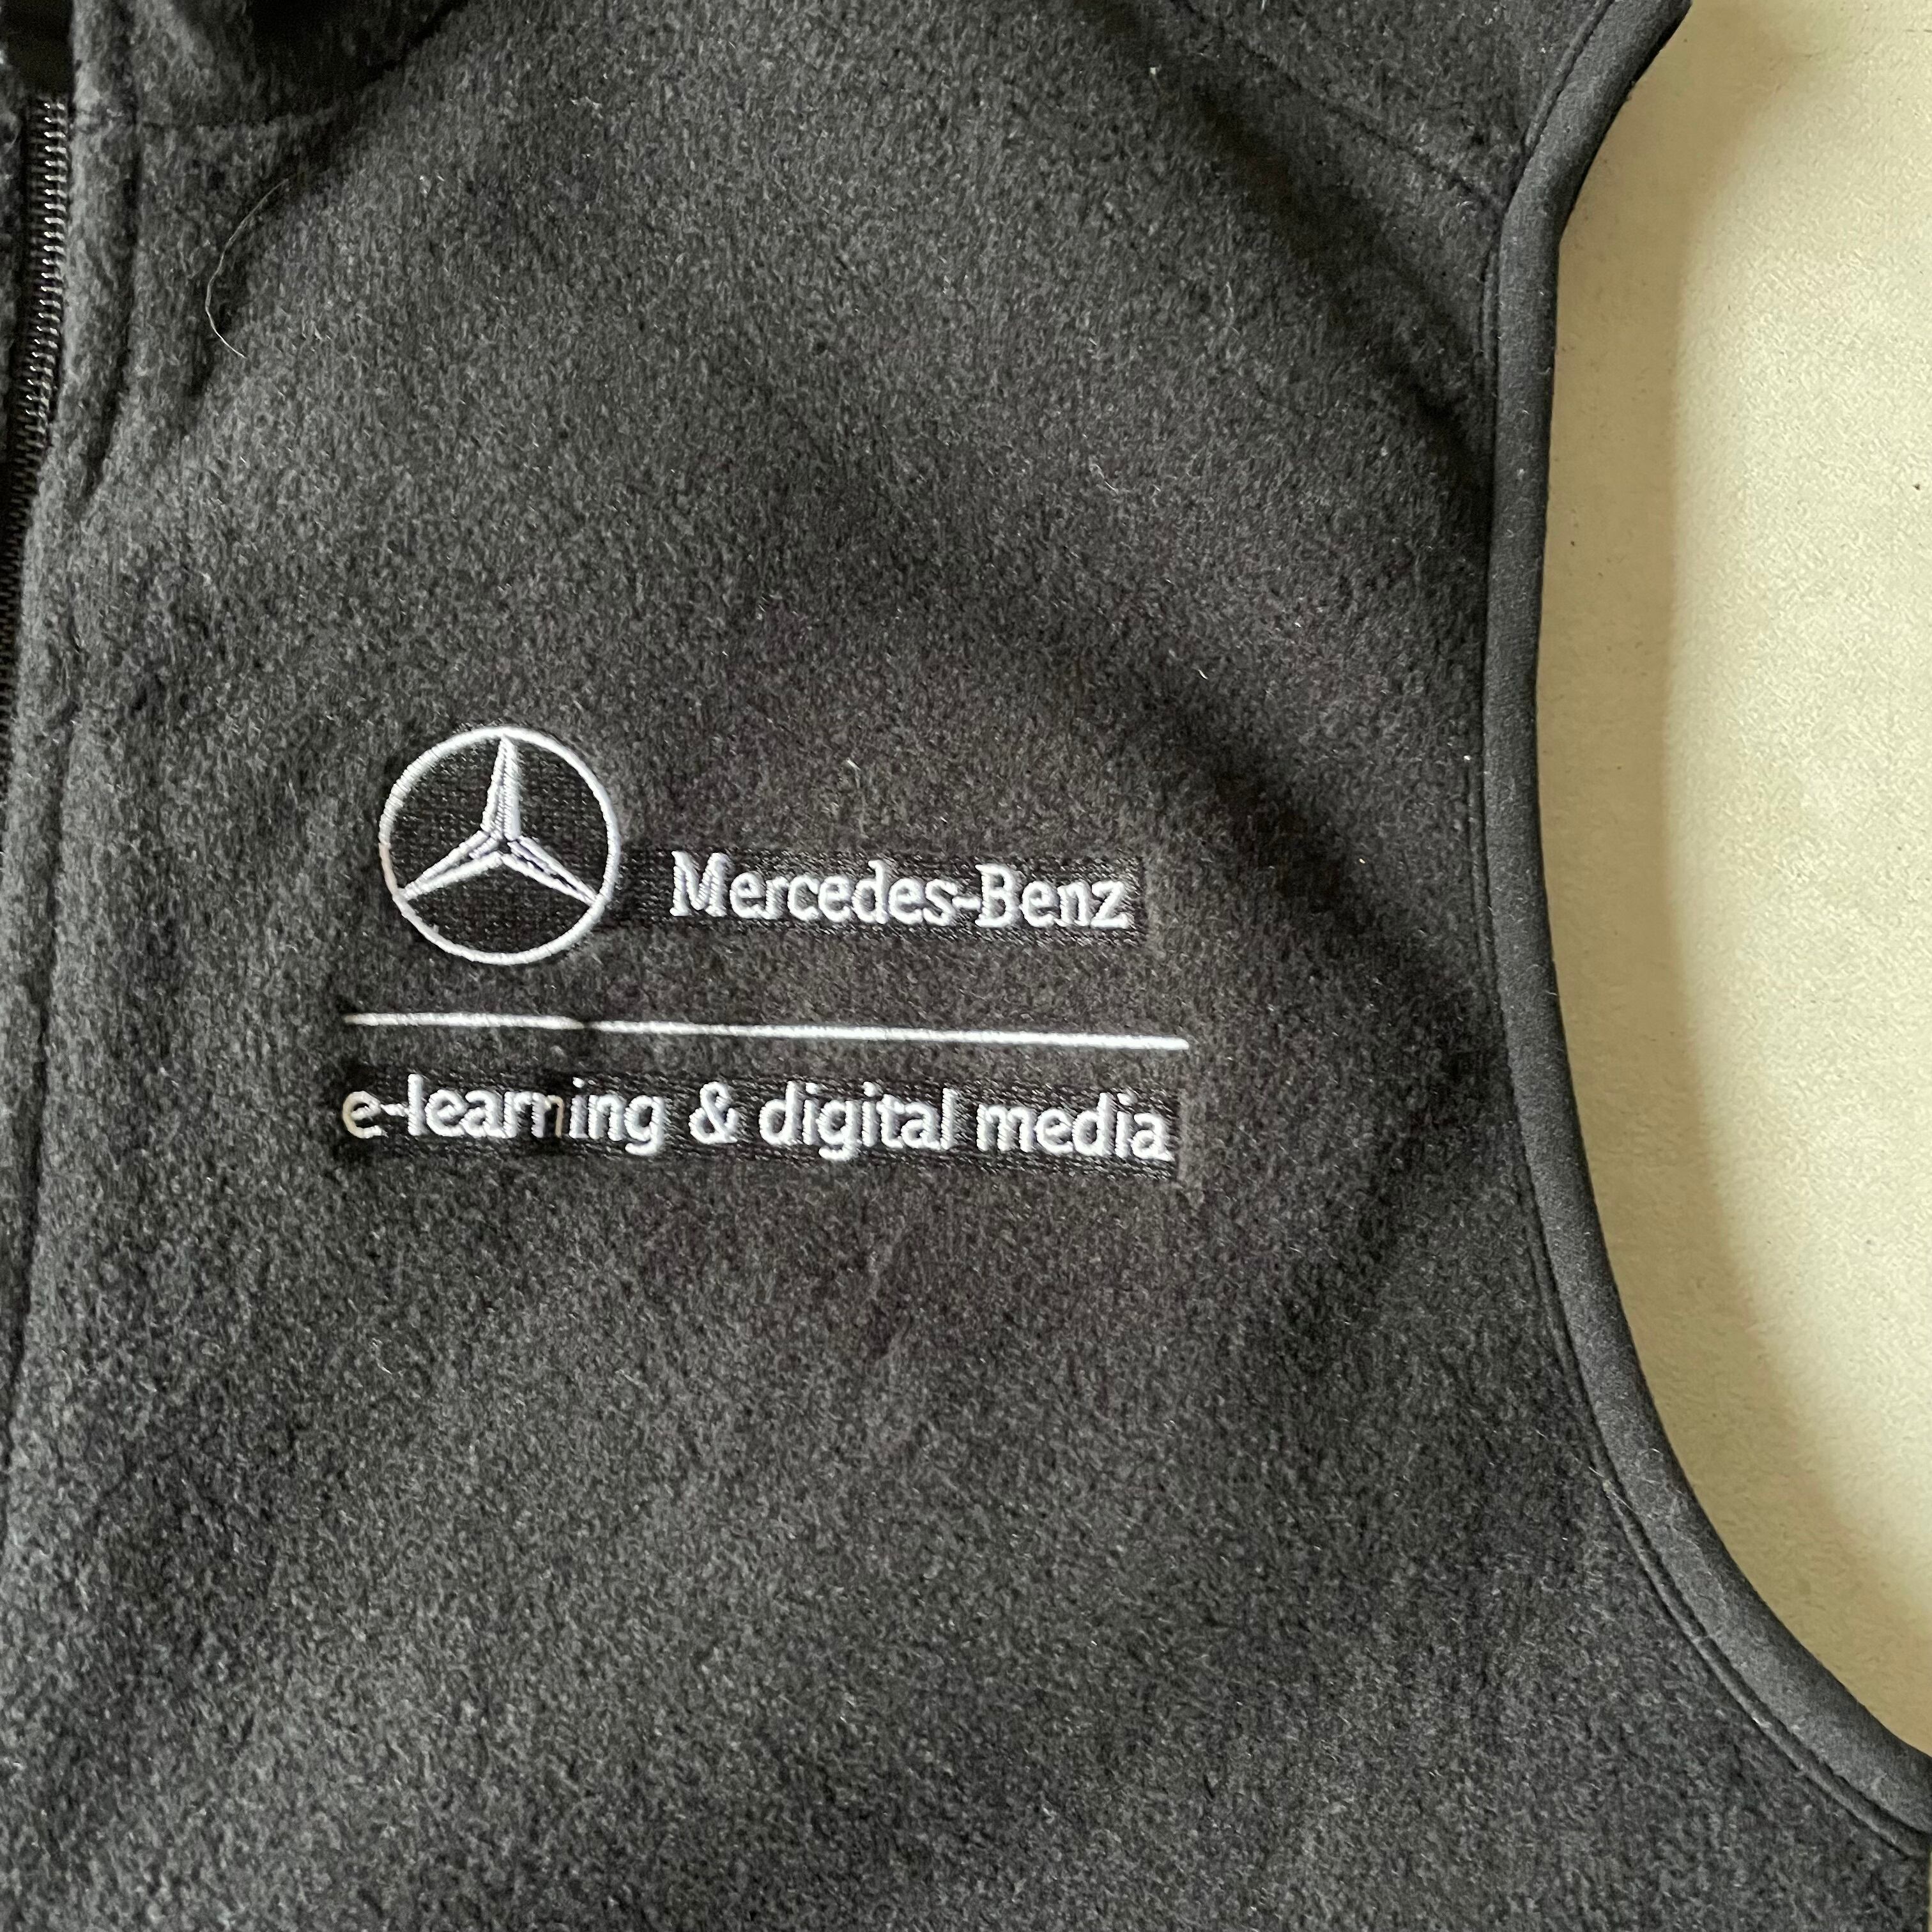 Mercedes-Benz
e-learning & digital media